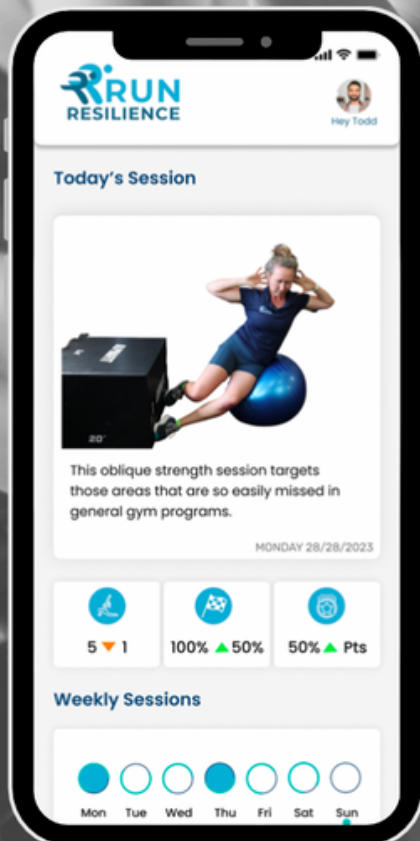 RUN
RESILIENCE
Hey Todd
Today's Session
20"
This oblique strength session targets
those areas that are so easily missed in
general gym programs.
MONDAY 28/28/2023
5 ▼ 1
100% ▲ 50%
50% ▲ Pts
Weekly Sessions
Mon Tue Wed Thu Fri Sat Sun